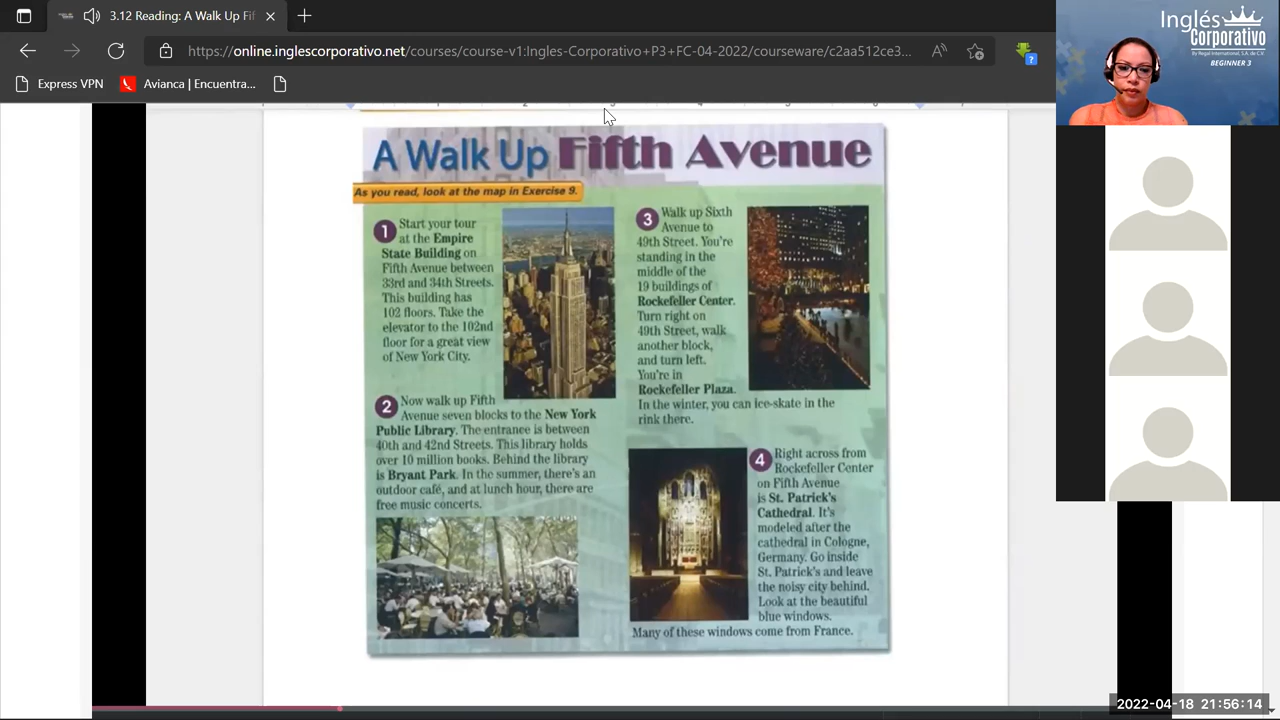 3.12 Reading: A Walk Up Fif
https://online.inglescorporativo.net/courses/course-v1:Ingles-Corporativo+P3+FC-04-2022/courseware/c2aa512ce3...
Express VPN
Avianca | Encuentra...
Inglés
Corporativo
By Regal International, S.A. de C.V.
BEGINNER 3
A Walk Up Fifth Avenue
As you read, look at the map in Exercise 9.
1 Start your tour
at the Empire
State Building on
Fifth Avenue between
33rd and 34th Streets.
This building has
102 floors. Take the
elevator to the 102nd
floor for a great view
of New York City.
2 Now walk up Fifth
Avenue seven blocks to the New York
Public Library. The entrance is between
40th and 42nd Streets. This library holds
over 10 million books. Behind the library
is Bryant Park. In the summer, there's an
outdoor café, and at lunch hour, there are
free music concerts.
3 Walk up Sixth
Avenue to
49th Street. You're
standing in the
middle of the
19 buildings of
Rockefeller Center.
Turn right on
49th Street, walk
another block,
and turn left.
You're in
Rockefeller Plaza.
In the winter, you can ice-skate in the
rink there.
4 Right across from
Rockefeller Center
on Fifth Avenue
is St. Patrick's
Cathedral. It's
modeled after the
cathedral in Cologne,
Germany. Go inside
St. Patrick's and leave
the noisy city behind.
Look at the beautiful
blue windows.
Many of these windows come from France.
2022-04-18 21:56:14